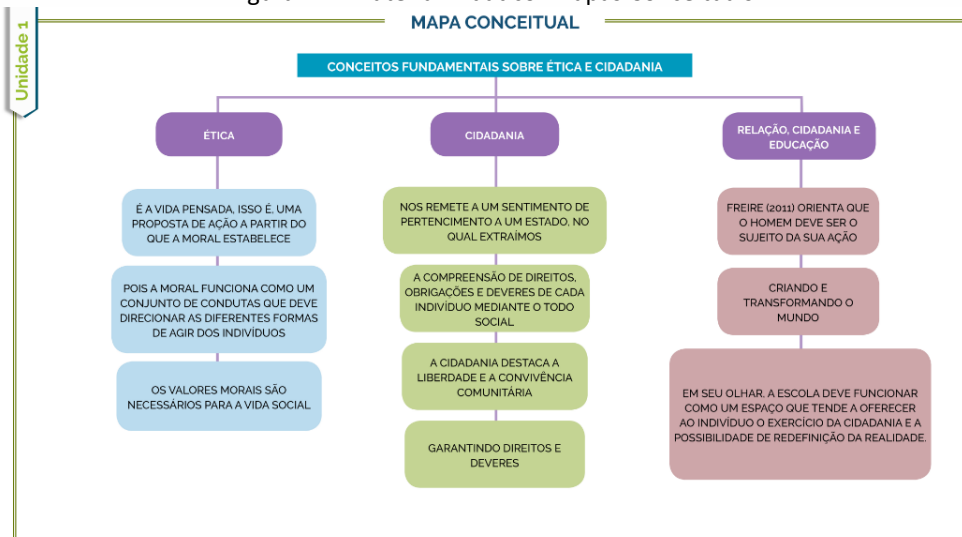 MAPA CONCEITUAL
Unidade 1
CONCEITOS FUNDAMENTAIS SOBRE ÉTICA E CIDADANIA
ÉTICA
É A VIDA PENSADA, ISSO É, UMA
PROPOSTA DE AÇÃO A PARTIR DO
QUE A MORAL ESTABELECE
POIS A MORAL FUNCIONA COMO UM
CONJUNTO DE CONDUTAS QUE DEVE
DIRECIONAR AS DIFERENTES FORMAS
DE AGIR DOS INDIVÍDUOS
OS VALORES MORAIS SÃO
NECESSÁRIOS PARA A VIDA SOCIAL
CIDADANIA
NOS REMETE A UM SENTIMENTO DE
PERTENCIMENTO A UM ESTADO, NO
QUAL EXTRAÍMOS
A COMPREENSÃO DE DIREITOS,
OBRIGAÇÕES E DEVERES DE CADA
INDIVÍDUO MEDIANTE O TODO
SOCIAL
A CIDADANIA DESTACA A
LIBERDADE E A CONVIVÊNCIA
COMUNITÁRIA
GARANTINDO DIREITOS E
DEVERES
RELAÇÃO, CIDADANIA E
EDUCAÇÃO
FREIRE (2011) ORIENTA QUE
O HOMEM DEVE SER O
SUJEITO DA SUA AÇÃO
CRIANDO E
TRANSFORMANDO O
MUNDO
EM SEU OLHAR, A ESCOLA DEVE FUNCIONAR
COMO UM ESPAÇO QUE TENDE A OFERECER
AO INDIVÍDUO O EXERCÍCIO DA CIDADANIA E A
POSSIBILIDADE DE REDEFINIÇÃO DA REALIDADE.